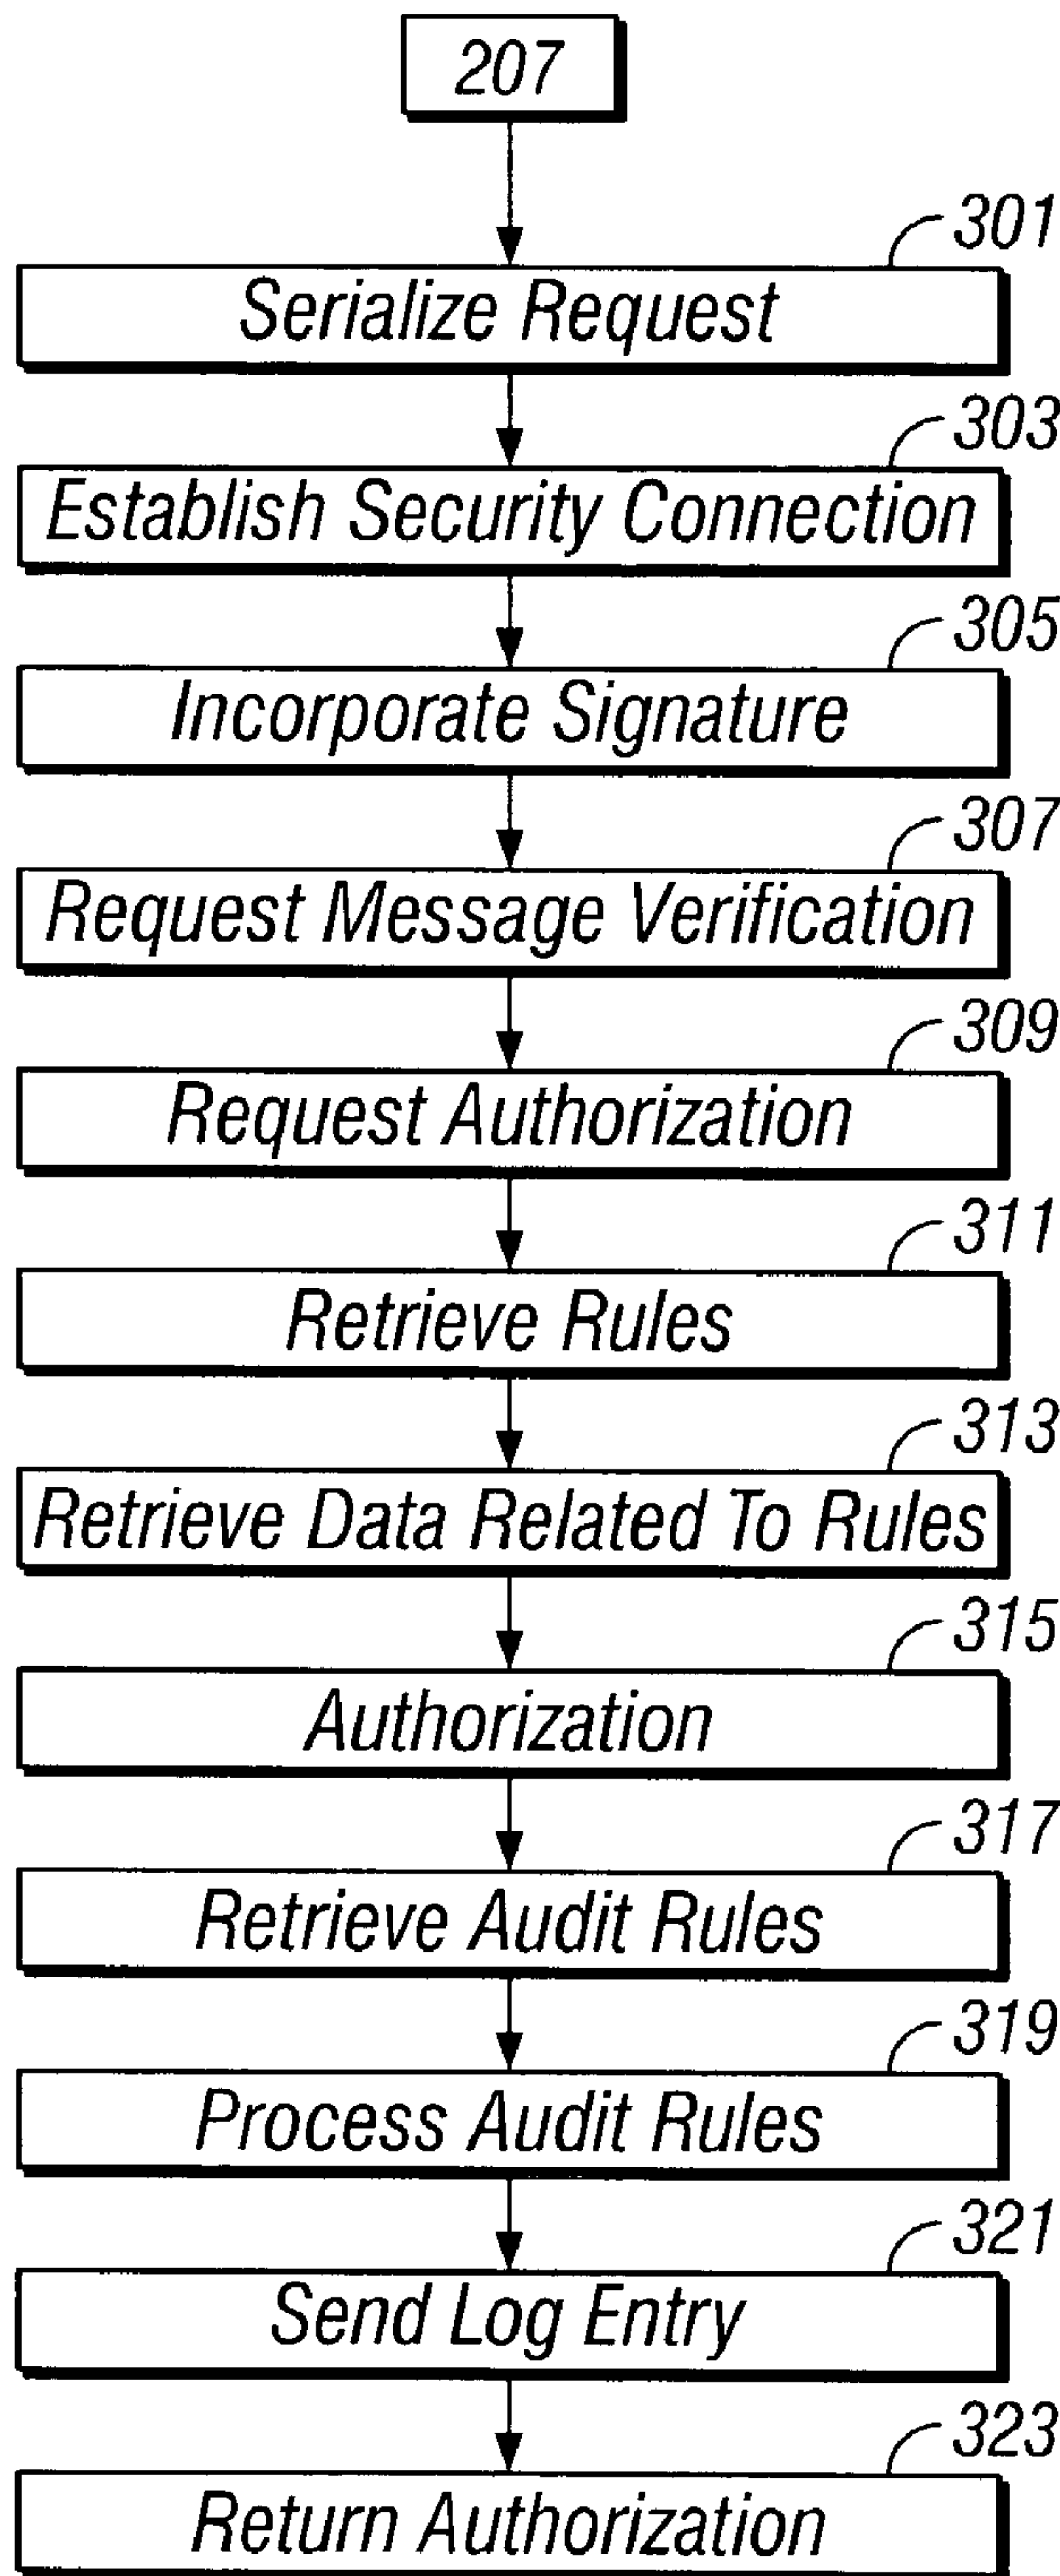 207
301
Serialize Request
303
Establish Security Connection
305
Incorporate Signature
307
Request Message Verification
309
Request Authorization
311
Retrieve Rules
313
Retrieve Data Related To Rules
315
Authorization
317
Retrieve Audit Rules
319
Process Audit Rules
321
Send Log Entry
323
Return Authorization